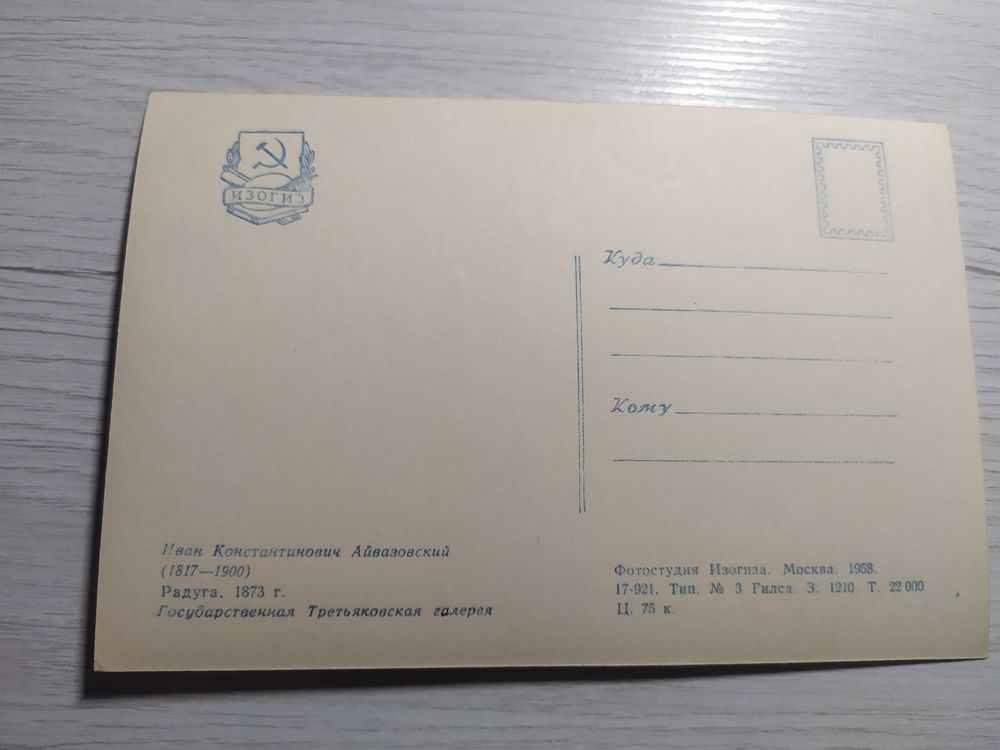 ИЗОГИЗ
Куда
Кому
Иван Константинович Айвазовский
(1817—1900)
Радуга. 1873 г.
Государственная Третьяковская галерея
Фотостудия Изогиза. Москва. 1958.
17-921. Тип. № 3 Гилса. З. 1210 Т. 22 000
Ц. 75 к.